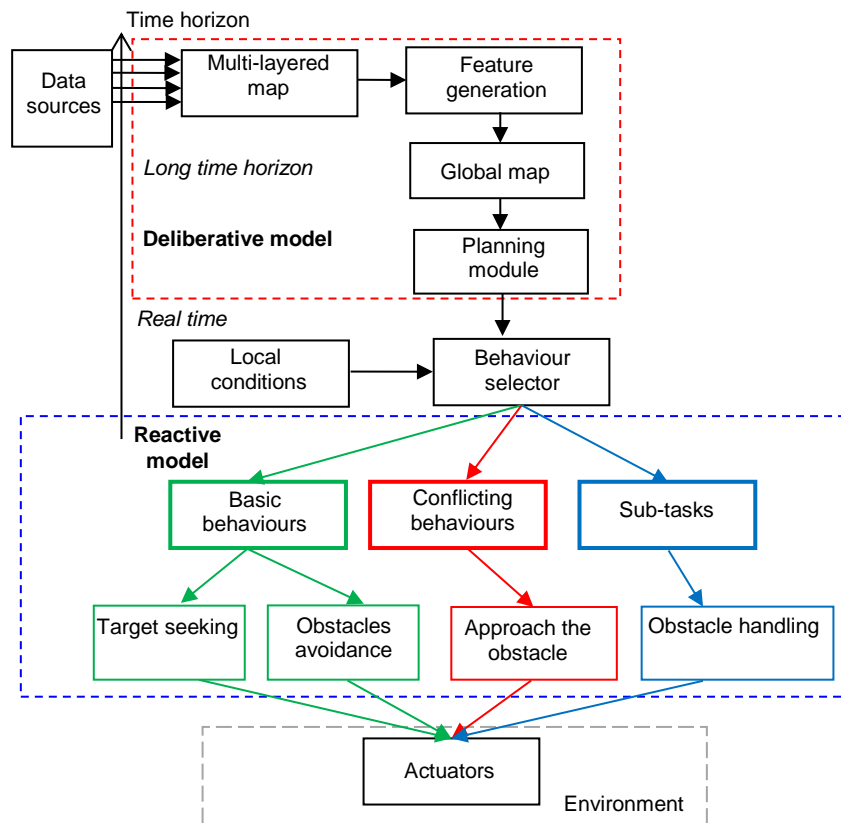 Time horizon
Data
sources
Multi-layered
map
Feature
generation
Long time horizon
Global map
Deliberative model
Planning
module
Real time
Local
conditions
Behaviour
selector
Reactive
model
Basic
behaviours
Conflicting
behaviours
Sub-tasks
Target seeking
Obstacles
avoidance
Approach the
obstacle
Obstacle handling
Actuators
Environment